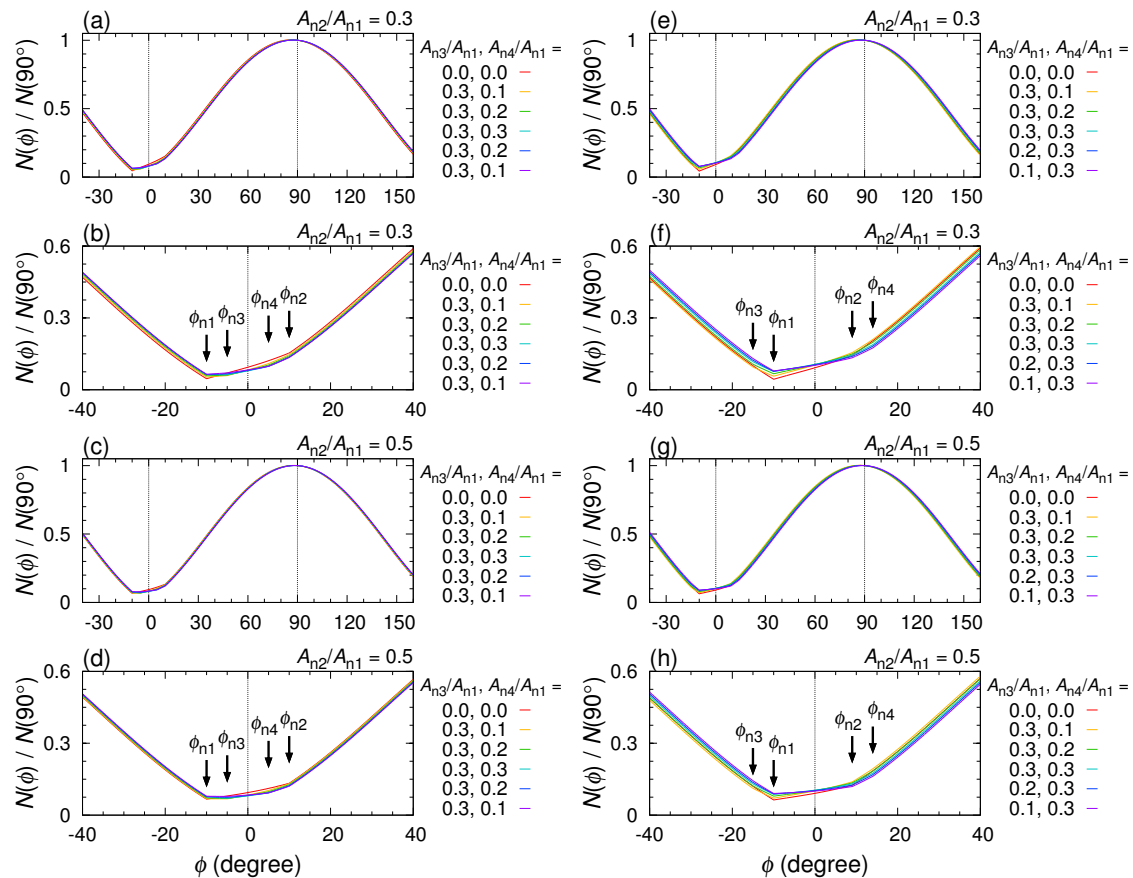 (a)
A_n2/A_n1 = 0.3
N(ϕ) / N(90°)
1
0.5
0
-30 0 30 60 90 120 150
A_n3/A_n1, A_n4/A_n1 =
0.0, 0.0
0.3, 0.1
0.3, 0.2
0.3, 0.3
0.3, 0.2
0.3, 0.1
(b)
A_n2/A_n1 = 0.3
N(ϕ) / N(90°)
0.6
0.3
0
ϕ_n1 ϕ_n3 ϕ_n4 ϕ_n2
-40 -20 0 20 40
A_n3/A_n1, A_n4/A_n1 =
0.0, 0.0
0.3, 0.1
0.3, 0.2
0.3, 0.3
0.3, 0.2
0.3, 0.1
(c)
A_n2/A_n1 = 0.5
N(ϕ) / N(90°)
1
0.5
0
-30 0 30 60 90 120 150
A_n3/A_n1, A_n4/A_n1 =
0.0, 0.0
0.3, 0.1
0.3, 0.2
0.3, 0.3
0.2, 0.3
0.3, 0.1
(d)
A_n2/A_n1 = 0.5
N(ϕ) / N(90°)
0.6
0.3
0
ϕ_n1 ϕ_n3 ϕ_n4 ϕ_n2
-40 -20 0 20 40
ϕ (degree)
A_n3/A_n1, A_n4/A_n1 =
0.0, 0.0
0.3, 0.1
0.3, 0.2
0.3, 0.3
0.3, 0.3
0.3, 0.1
(e)
A_n2/A_n1 = 0.3
N(ϕ) / N(90°)
1
0.5
0
-30 0 30 60 90 120 150
A_n3/A_n1, A_n4/A_n1 =
0.0, 0.0
0.3, 0.1
0.3, 0.2
0.3, 0.3
0.3, 0.2
0.1, 0.3
(f)
A_n2/A_n1 = 0.3
N(ϕ) / N(90°)
0.6
0.3
0
ϕ_n3 ϕ_n1 ϕ_n2 ϕ_n4
-40 -20 0 20 40
A_n3/A_n1, A_n4/A_n1 =
0.0, 0.0
0.3, 0.1
0.3, 0.2
0.3, 0.3
0.3, 0.2
0.1, 0.3
(g)
A_n2/A_n1 = 0.5
N(ϕ) / N(90°)
1
0.5
0
-30 0 30 60 90 120 150
A_n3/A_n1, A_n4/A_n1 =
0.0, 0.0
0.3, 0.1
0.3, 0.2
0.3, 0.3
0.2, 0.3
0.1, 0.3
(h)
A_n2/A_n1 = 0.5
N(ϕ) / N(90°)
0.6
0.3
0
ϕ_n3 ϕ_n1 ϕ_n2 ϕ_n4
-40 -20 0 20 40
ϕ (degree)
A_n3/A_n1, A_n4/A_n1 =
0.0, 0.0
0.3, 0.1
0.3, 0.2
0.3, 0.3
0.3, 0.3
0.1, 0.3